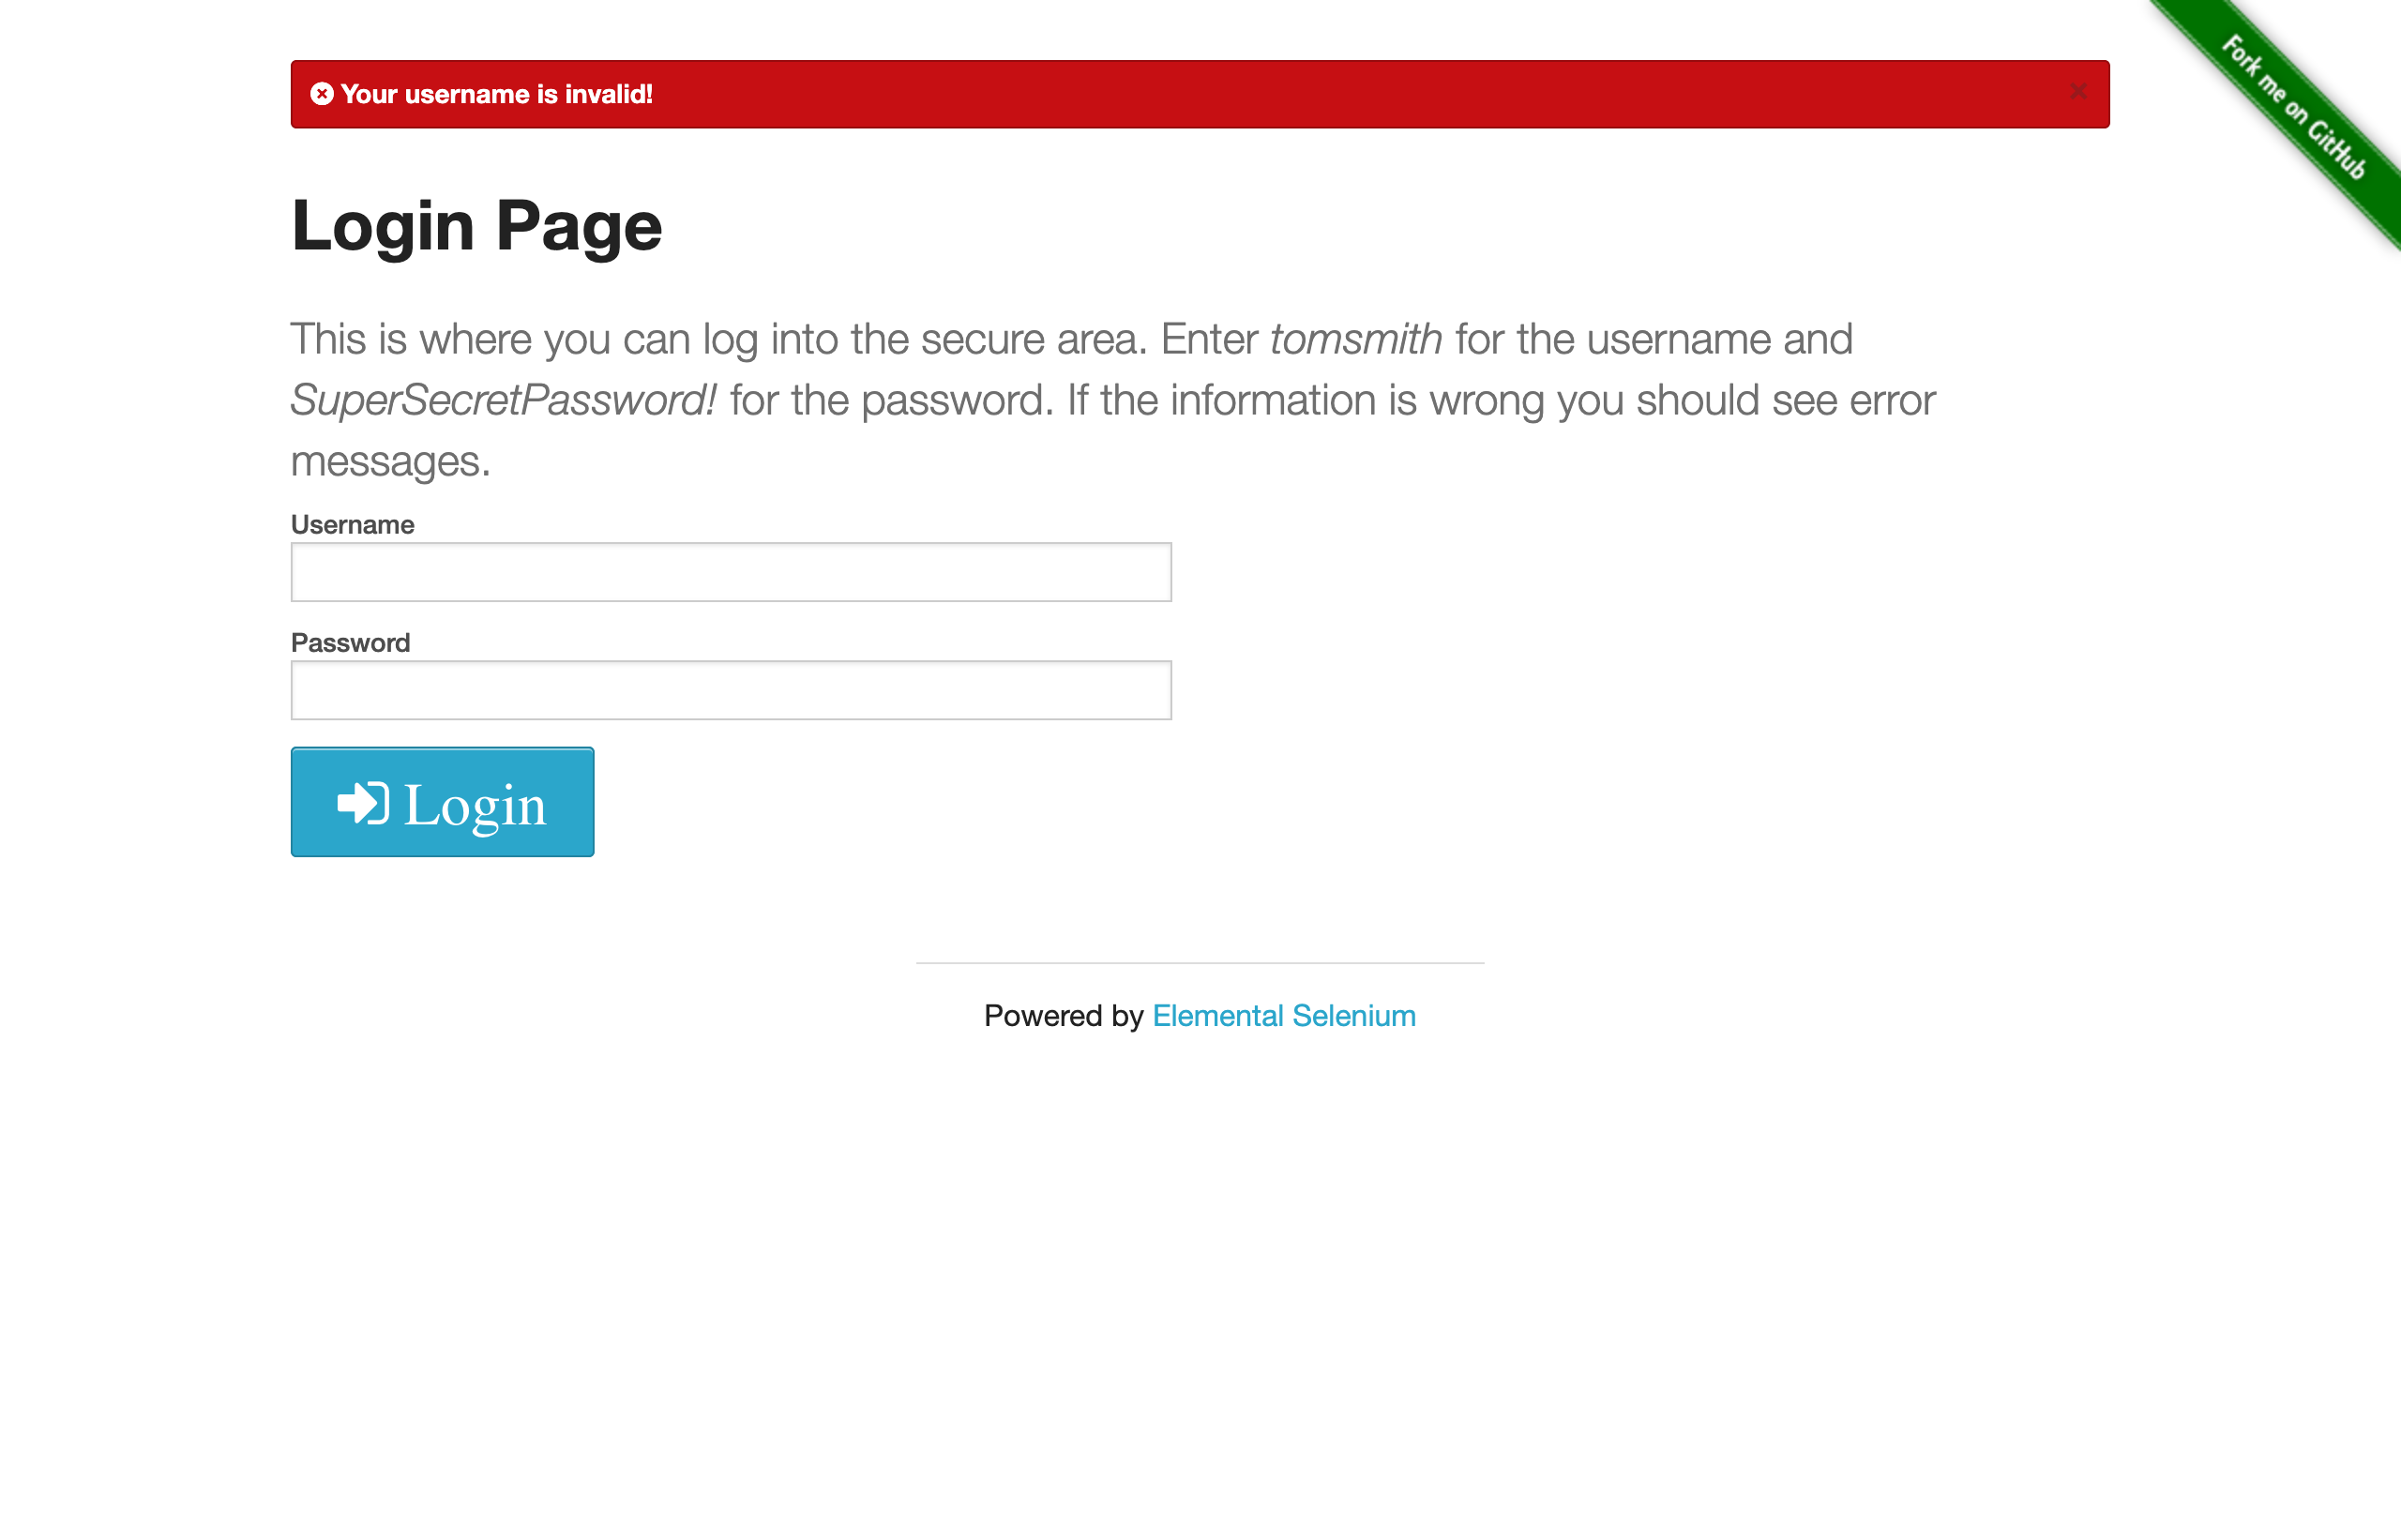 Your username is invalid!
×
Fork me on GitHub
Login Page
This is where you can log into the secure area. Enter tomsmith for the username and
SuperSecretPassword! for the password. If the information is wrong you should see error
messages.
Username
Password
Login
Powered by Elemental Selenium